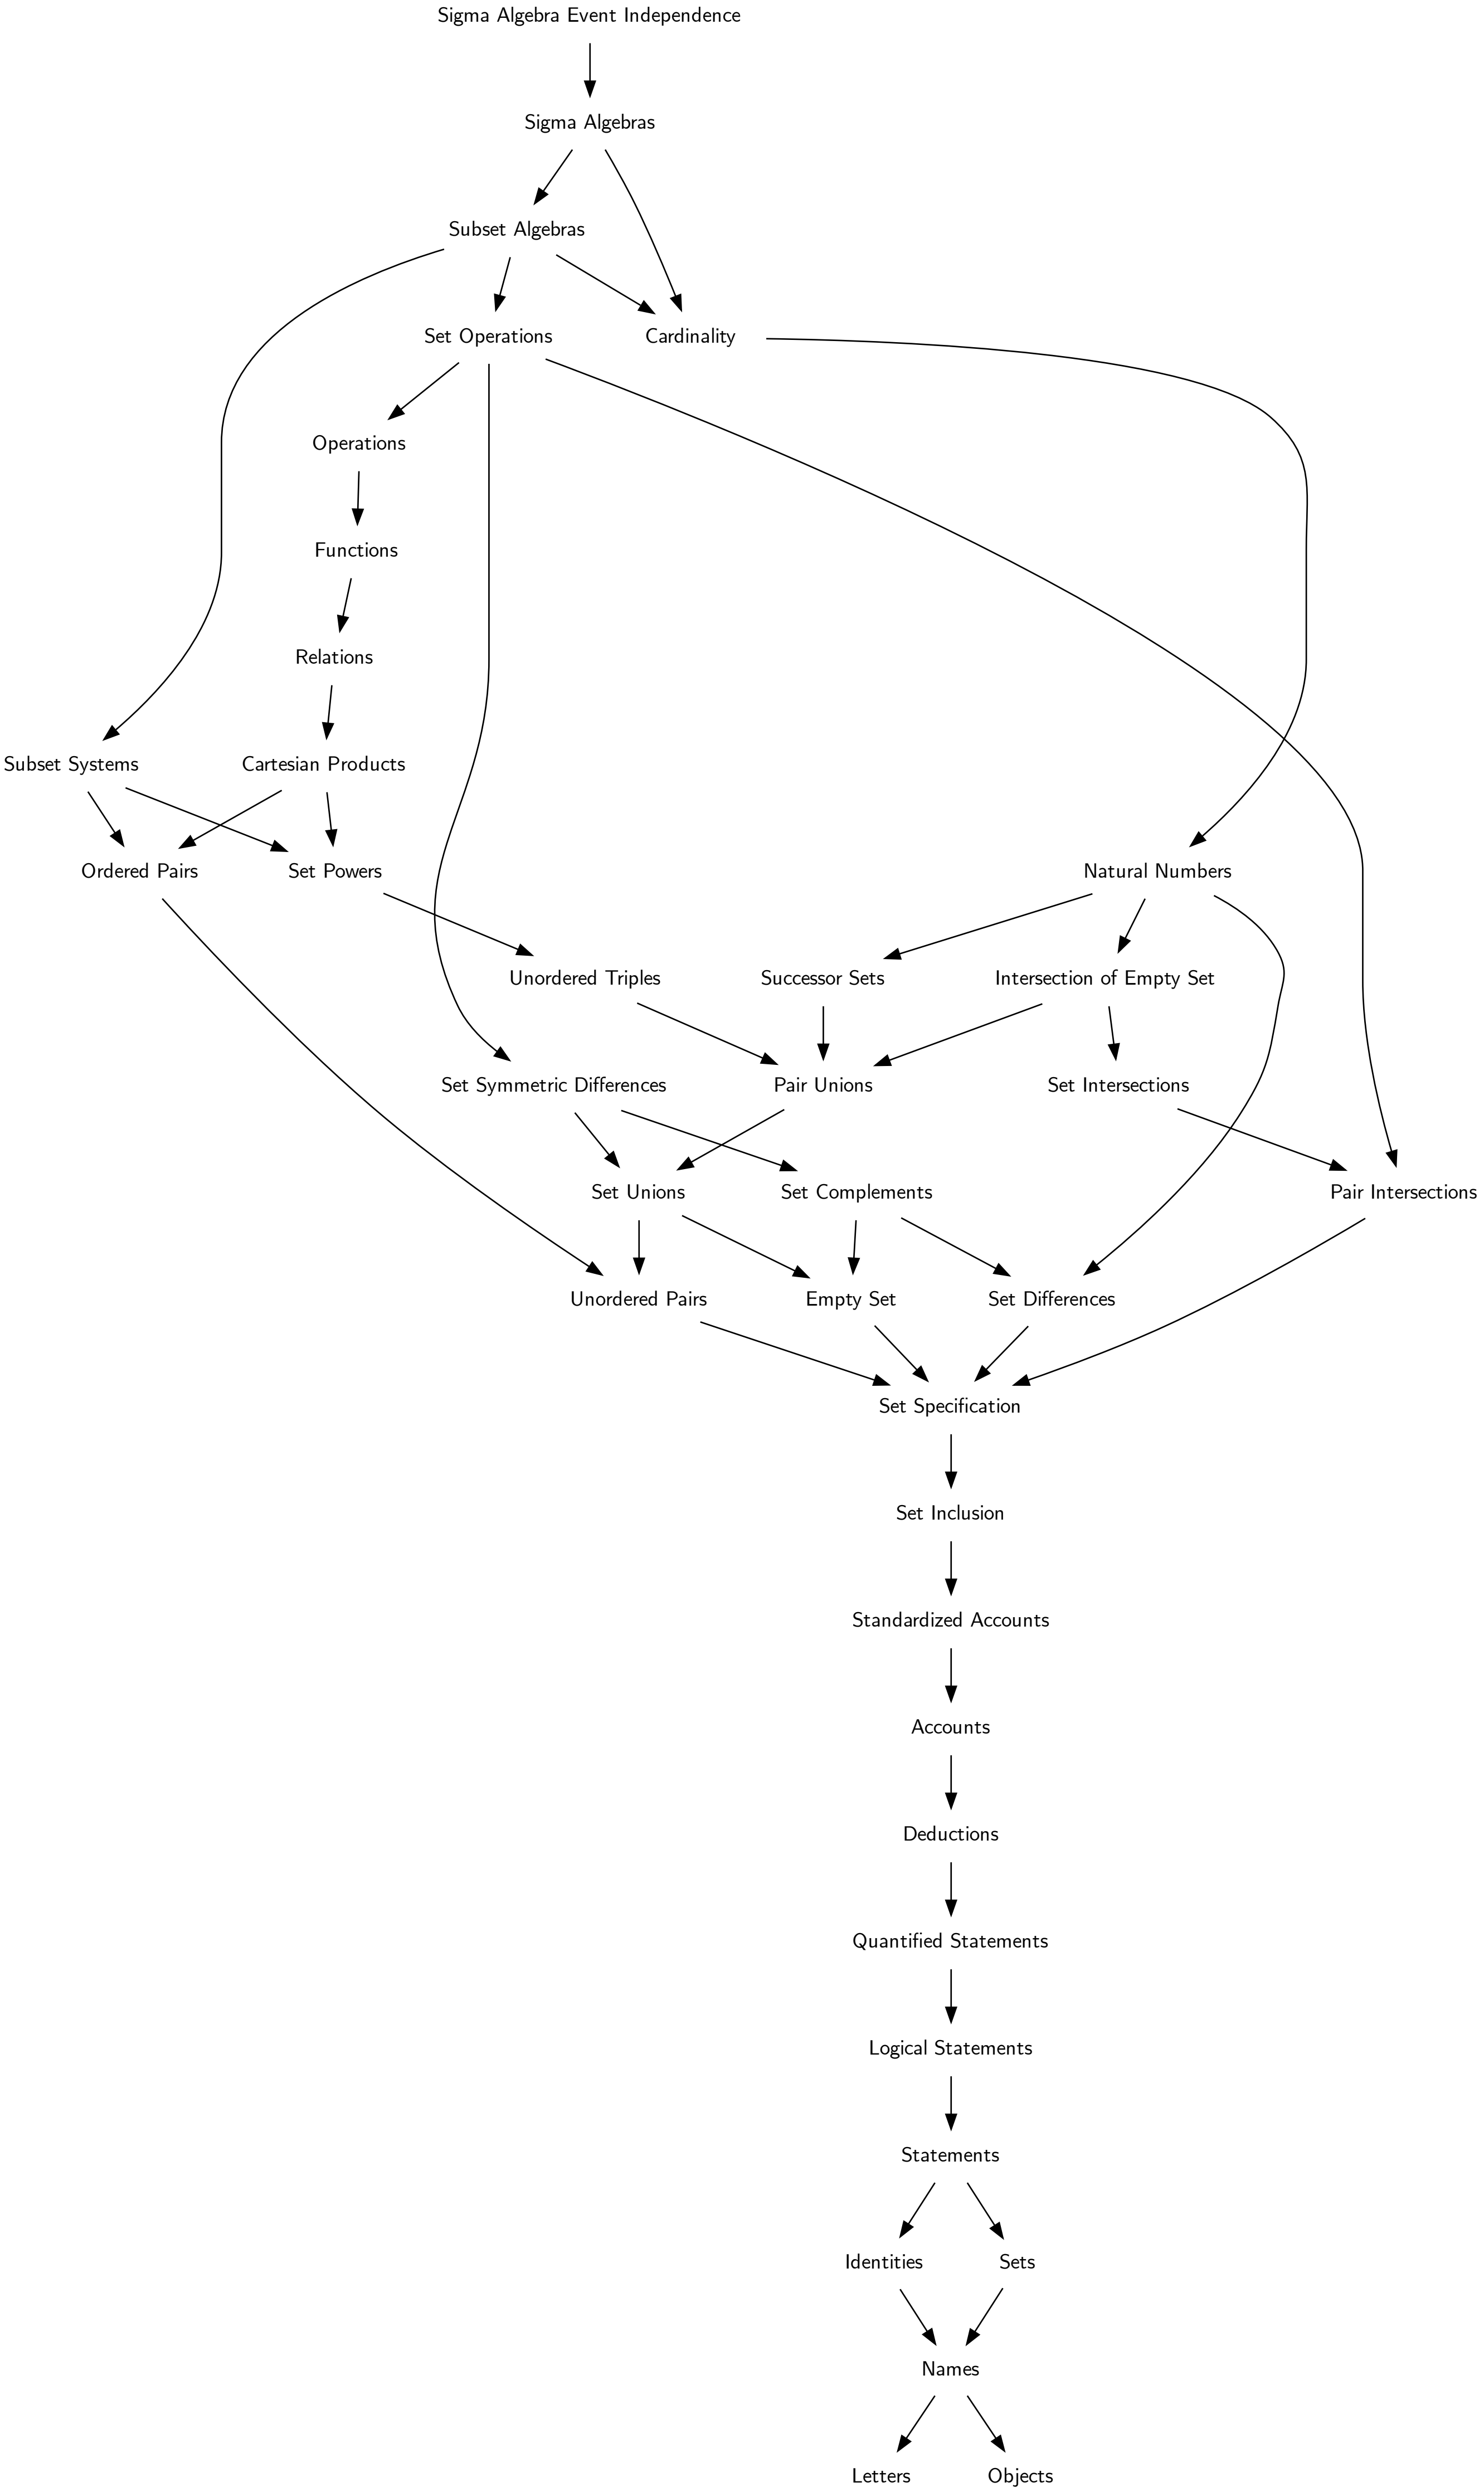 Sigma Algebra Event Independence
Sigma Algebras
Subset Algebras
Set Operations
Cardinality
Operations
Functions
Relations
Subset Systems
Cartesian Products
Ordered Pairs
Set Powers
Natural Numbers
Unordered Triples
Successor Sets
Intersection of Empty Set
Set Symmetric Differences
Pair Unions
Set Intersections
Set Unions
Set Complements
Pair Intersections
Unordered Pairs
Empty Set
Set Differences
Set Specification
Set Inclusion
Standardized Accounts
Accounts
Deductions
Quantified Statements
Logical Statements
Statements
Identities
Sets
Names
Letters
Objects